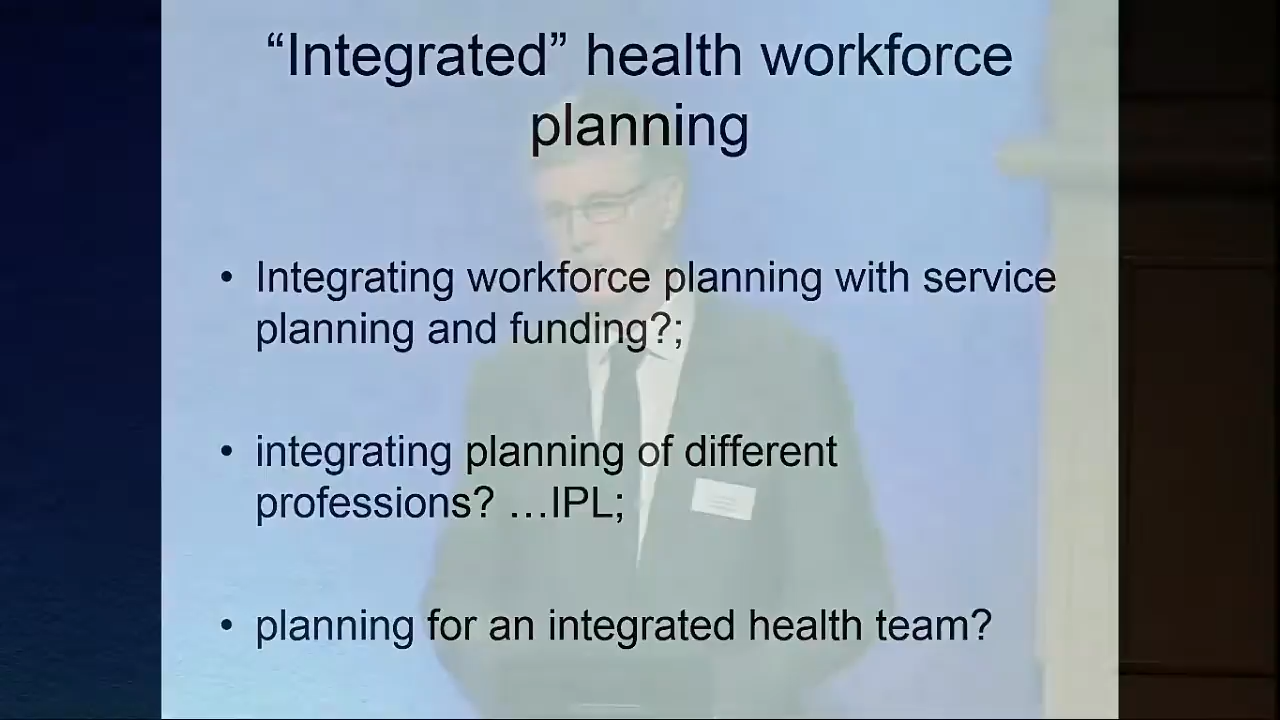 “Integrated” health workforce
planning
• Integrating workforce planning with service
planning and funding?;
• integrating planning of different
professions? …IPL;
• planning for an integrated health team?